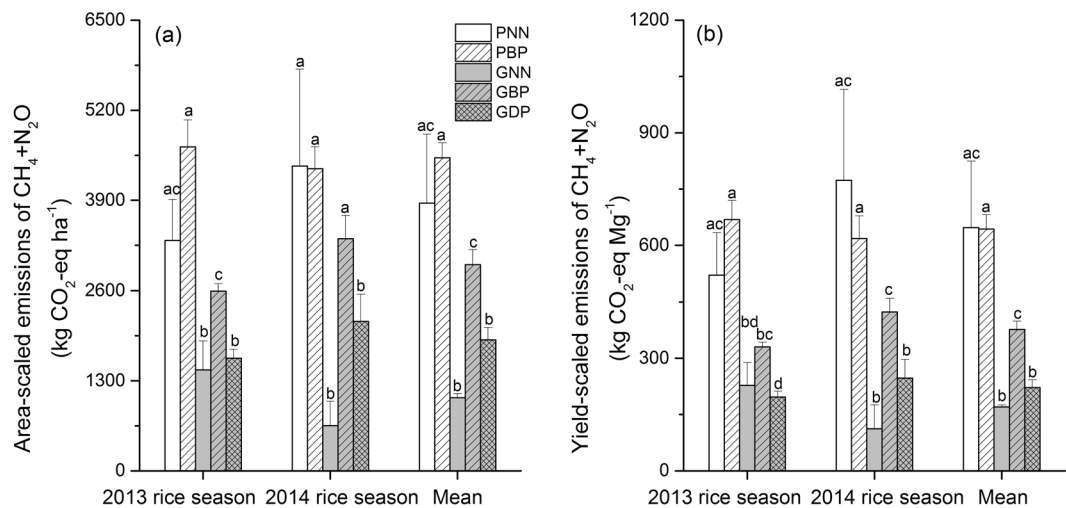 Area-scaled emissions of CH₄+N₂O
(kg CO₂-eq ha⁻¹)
6500
5200
3900
2600
1300
0
(a)
PNN
PBP
GNN
GBP
GDP
ac
a
b
c
b
a
a
b
a
b
ac
a
b
c
b
2013 rice season
2014 rice season
Mean
Yield-scaled emissions of CH₄+N₂O
(kg CO₂-eq Mg⁻¹)
1200
900
600
300
0
(b)
ac
a
bd
bc
d
ac
a
b
c
b
ac
a
b
c
b
2013 rice season
2014 rice season
Mean